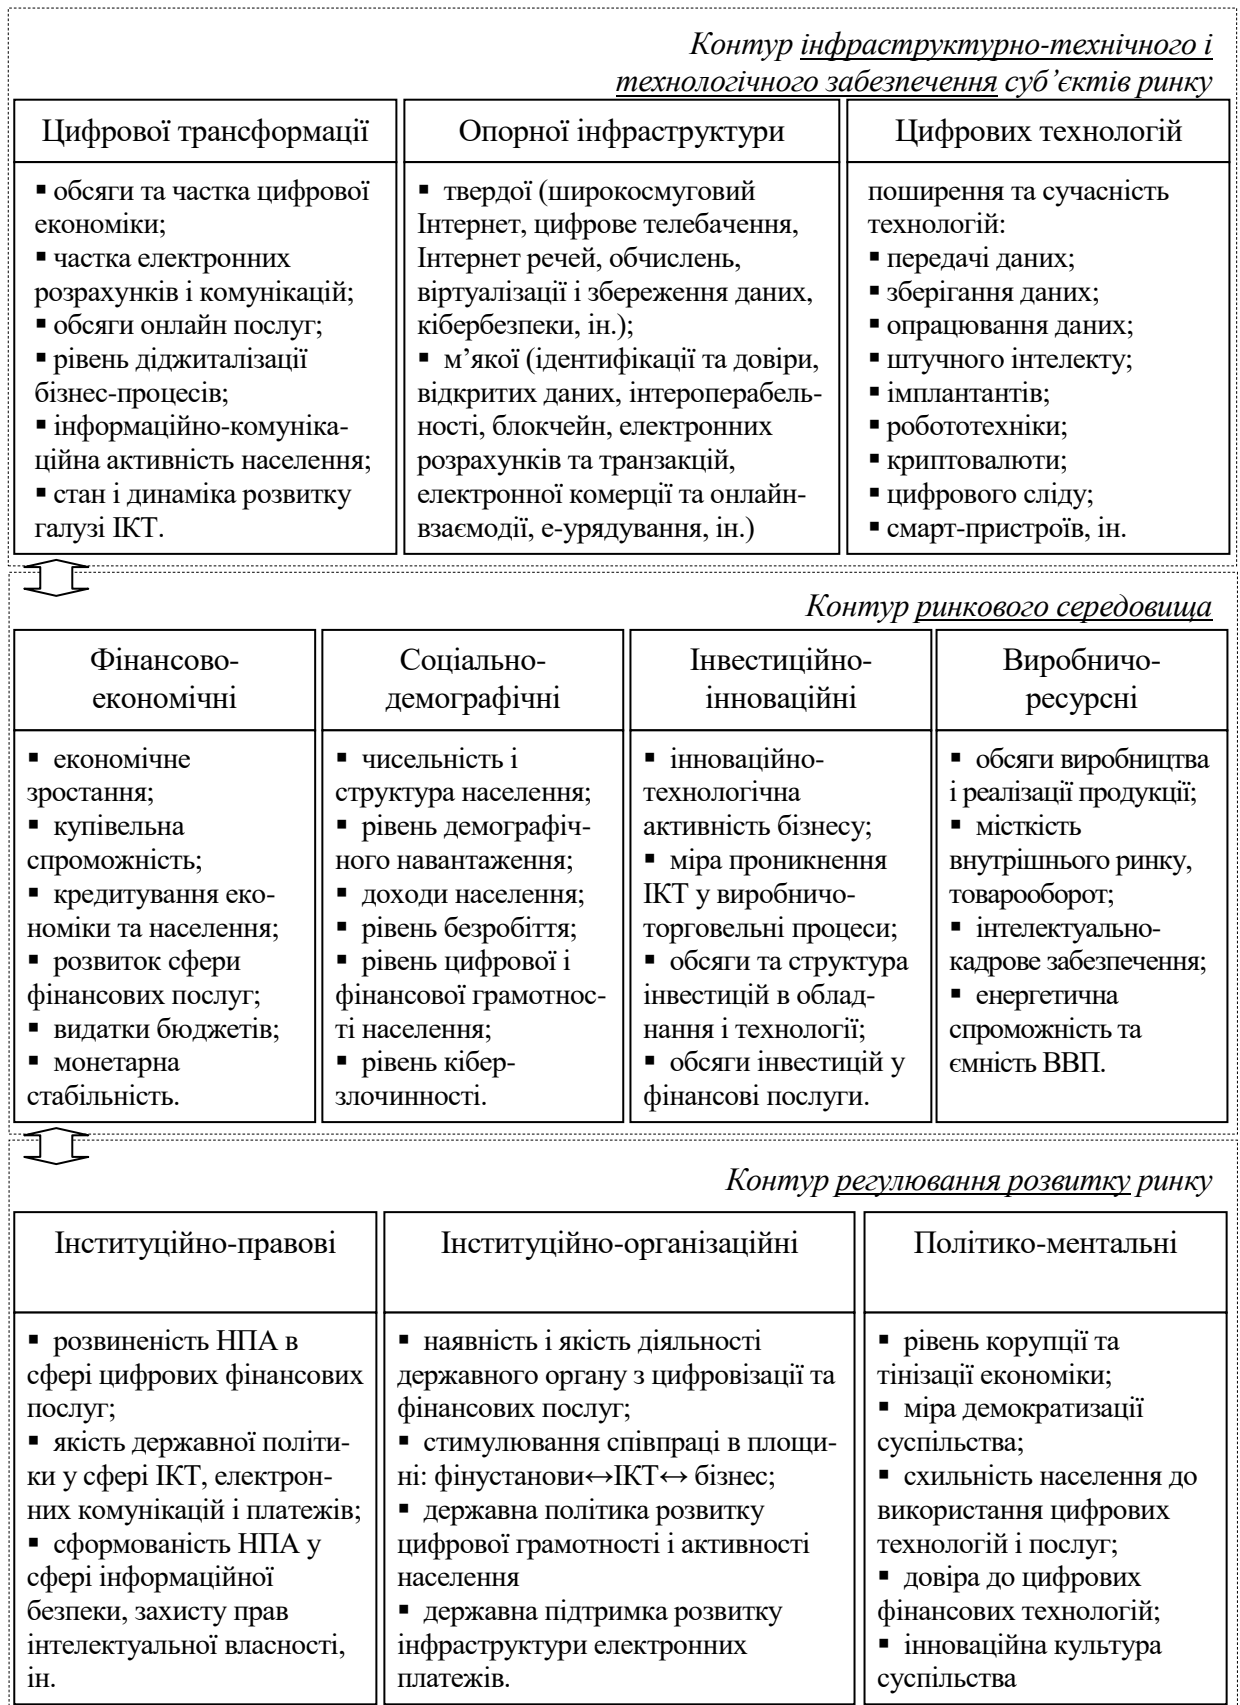 Контур інфраструктурно-технічного і
технологічного забезпечення суб’єктів ринку
Цифрової трансформації
▪ обсяги та частка цифрової
економіки;
▪ частка електронних
розрахунків і комунікацій;
▪ обсяги онлайн послуг;
▪ рівень діджиталізації
бізнес-процесів;
▪ інформаційно-комуніка-
ційна активність населення;
▪ стан і динаміка розвитку
галузі ІКТ.
Опорної інфраструктури
▪ твердої (широкосмуговий
Інтернет, цифрове телебачення,
Інтернет речей, обчислень,
віртуалізації і збереження даних,
кібербезпеки, ін.);
▪ м’якої (ідентифікації та довіри,
відкритих даних, інтероперабель-
ності, блокчейн, електронних
розрахунків та транзакцій,
електронної комерції та онлайн-
взаємодії, е-урядування, ін.)
Цифрових технологій
поширення та сучасність
технологій:
▪ передачі даних;
▪ зберігання даних;
▪ опрацювання даних;
▪ штучного інтелекту;
▪ імплантантів;
▪ робототехніки;
▪ криптовалюти;
▪ цифрового сліду;
▪ смарт-пристроїв, ін.
Контур ринкового середовища
Фінансово-
економічні
▪ економічне
зростання;
▪ купівельна
спроможність;
▪ кредитування еко-
номіки та населення;
▪ розвиток сфери
фінансових послуг;
▪ видатки бюджетів;
▪ монетарна
стабільність.
Соціально-
демографічні
▪ чисельність і
структура населення;
▪ рівень демографіч-
ного навантаження;
▪ доходи населення;
▪ рівень безробіття;
▪ рівень цифрової і
фінансової грамотнос-
ті населення;
▪ рівень кібер-
злочинності.
Інвестиційно-
інноваційні
▪ інноваційно-
технологічна
активність бізнесу;
▪ міра проникнення
ІКТ у виробничо-
торговельні процеси;
▪ обсяги та структура
інвестицій в облад-
нання і технології;
▪ обсяги інвестицій у
фінансові послуги.
Виробничо-
ресурсні
▪ обсяги виробництва
і реалізації продукції;
▪ місткість
внутрішнього ринку,
товарооборот;
▪ інтелектуально-
кадрове забезпечення;
▪ енергетична
спроможність та
ємність ВВП.
Контур регулювання розвитку ринку
Інституційно-правові
▪ розвиненість НПА в
сфері цифрових фінансових
послуг;
▪ якість державної політи-
ки у сфері ІКТ, електрон-
них комунікацій і платежів;
▪ сформованість НПА у
сфері інформаційної
безпеки, захисту прав
інтелектуальної власності,
ін.
Інституційно-організаційні
▪ наявність і якість діяльності
державного органу з цифровізації та
фінансових послуг;
▪ стимулювання співпраці в площи-
ні: фінустанови↔ІКТ↔ бізнес;
▪ державна політика розвитку
цифрової грамотності і активності
населення
▪ державна підтримка розвитку
інфраструктури електронних
платежів.
Політико-ментальні
▪ рівень корупції та
тінізації економіки;
▪ міра демократизації
суспільства;
▪ схильність населення до
використання цифрових
технологій і послуг;
▪ довіра до цифрових
фінансових технологій;
▪ інноваційна культура
суспільства